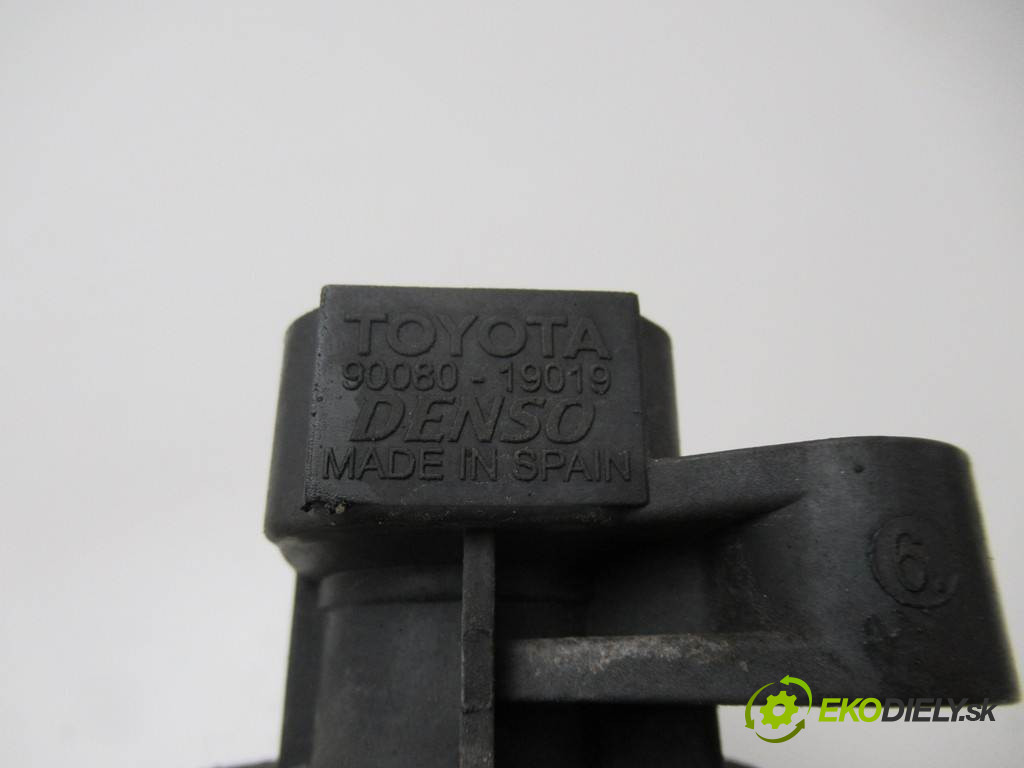 TOYOTA
90080-19019
DENSO
MADE IN SPAIN
6.
EKODIELY.SK